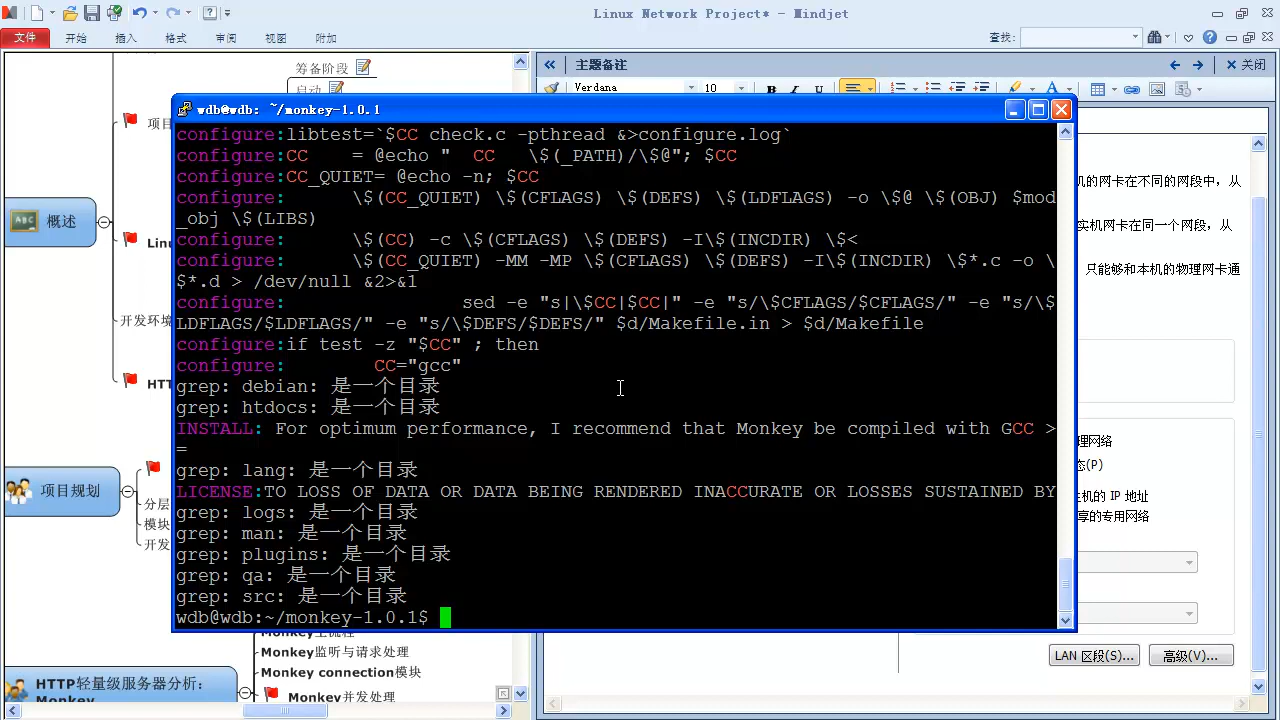 Linux Network Project* - Mindjet
文件 开始 插入 格式 审阅 视图 附加 查找:
筹备阶段
启动
项目
概述
Linu
开发环境
HTT
项目规划
分层
模块
开发
wdb@wdb: ~/monkey-1.0.1
configure:libtest=`$CC check.c -pthread &>configure.log`
configure:CC    = @echo "  CC   \$(_PATH)/\$@"; $CC
configure:CC_QUIET= @echo -n; $CC
configure:      \$(CC_QUIET) \$(CFLAGS) \$(DEFS) \$(LDFLAGS) -o \$@ \$(OBJ) $mod
_obj \$(LIBS)
configure:      \$(CC) -c \$(CFLAGS) \$(DEFS) -I\$(INCDIR) \$<
configure:      \$(CC_QUIET) -MM -MP \$(CFLAGS) \$(DEFS) -I\$(INCDIR) \$*.c -o \
$*.d > /dev/null &2>&1
configure:                sed -e "s|\$CC|$CC|" -e "s/\$CFLAGS/$CFLAGS/" -e "s/\$
LDFLAGS/$LDFLAGS/" -e "s/\$DEFS/$DEFS/" $d/Makefile.in > $d/Makefile
configure:if test -z "$CC" ; then
configure:        CC="gcc"
grep: debian: 是一个目录
grep: htdocs: 是一个目录
INSTALL: For optimum performance, I recommend that Monkey be compiled with GCC >
=
grep: lang: 是一个目录
LICENSE:TO LOSS OF DATA OR DATA BEING RENDERED INACCURATE OR LOSSES SUSTAINED BY
grep: logs: 是一个目录
grep: man: 是一个目录
grep: plugins: 是一个目录
grep: qa: 是一个目录
grep: src: 是一个目录
wdb@wdb:~/monkey-1.0.1$
Monkey主流程
Monkey监听与请求处理
Monkey connection模块
Monkey并发处理
HTTP轻量级服务器分析:
Monkey
主题备注
关闭
Verdana 10 B I U
机的网卡在不同的网段中，从
实机网卡在同一个网段，从
只能够和本机的物理网卡通
理网络
态(P)
主机的 IP 地址
享的专用网络
LAN 区段(S)... 高级(V)...